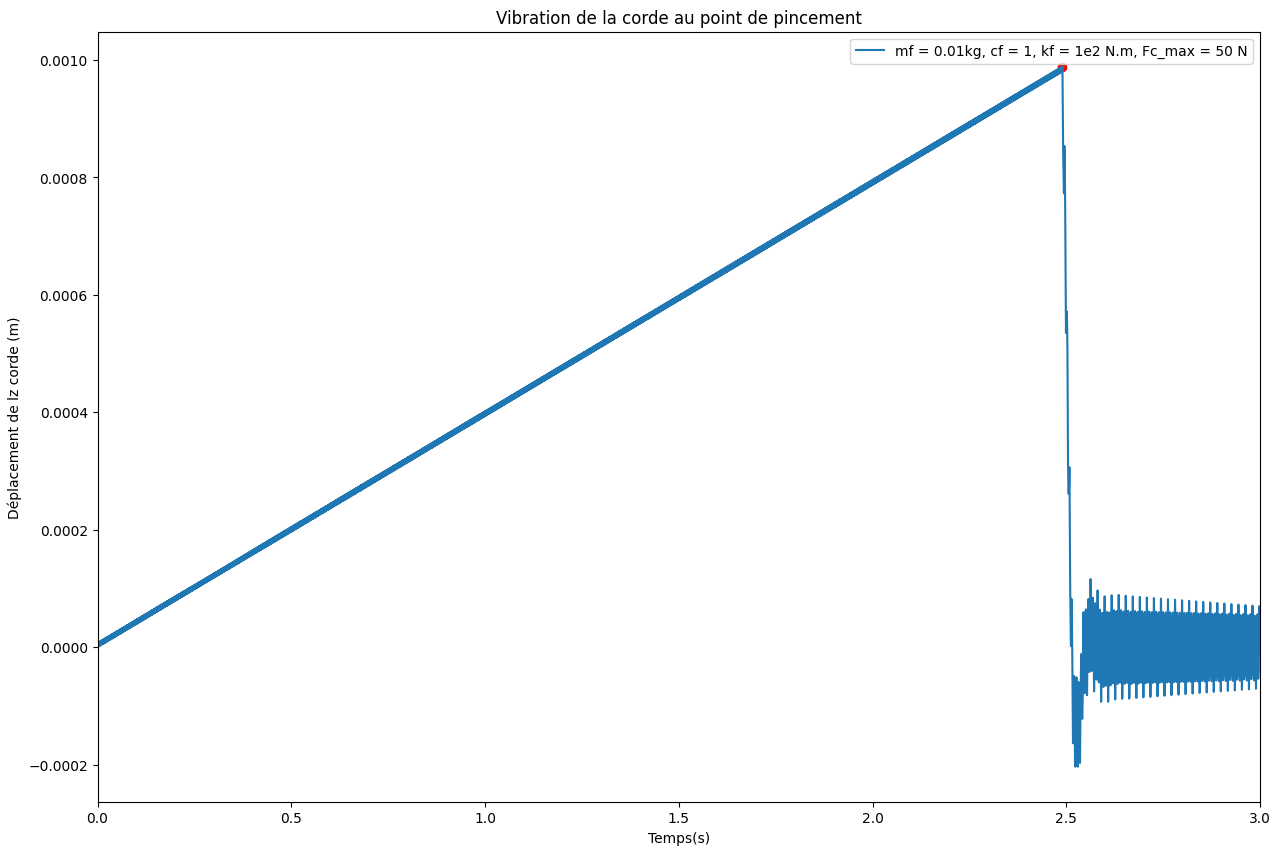 Vibration de la corde au point de pincement
mf = 0.01kg, cf = 1, kf = 1e2 N.m, Fc_max = 50 N
Déplacement de lz corde (m)
0.0010
0.0008
0.0006
0.0004
0.0002
0.0000
−0.0002
0.0 0.5 1.0 1.5 2.0 2.5 3.0
Temps(s)